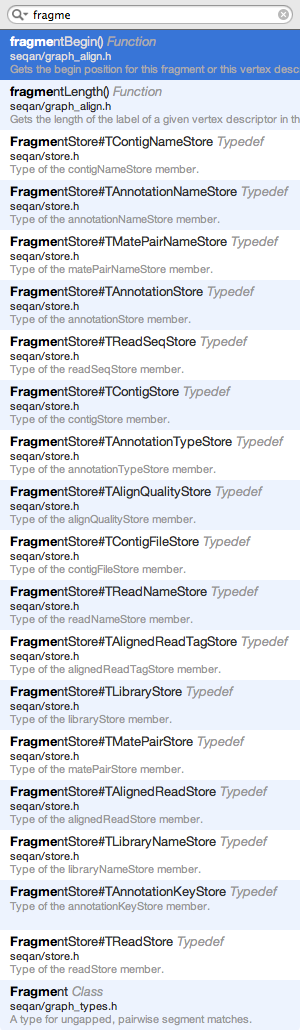 fragme
fragmentBegin() Function
seqan/graph_align.h
Gets the begin position for this fragment or this vertex desc
fragmentLength() Function
seqan/graph_align.h
Gets the length of the label of a given vertex descriptor in th
FragmentStore#TContigNameStore Typedef
seqan/store.h
Type of the contigNameStore member.
FragmentStore#TAnnotationNameStore Typedef
seqan/store.h
Type of the annotationNameStore member.
FragmentStore#TMatePairNameStore Typedef
seqan/store.h
Type of the matePairNameStore member.
FragmentStore#TAnnotationStore Typedef
seqan/store.h
Type of the annotationStore member.
FragmentStore#TReadSeqStore Typedef
seqan/store.h
Type of the readSeqStore member.
FragmentStore#TContigStore Typedef
seqan/store.h
Type of the contigStore member.
FragmentStore#TAnnotationTypeStore Typedef
seqan/store.h
Type of the annotationTypeStore member.
FragmentStore#TAlignQualityStore Typedef
seqan/store.h
Type of the alignQualityStore member.
FragmentStore#TContigFileStore Typedef
seqan/store.h
Type of the contigFileStore member.
FragmentStore#TReadNameStore Typedef
seqan/store.h
Type of the readNameStore member.
FragmentStore#TAlignedReadTagStore Typedef
seqan/store.h
Type of the alignedReadTagStore member.
FragmentStore#TLibraryStore Typedef
seqan/store.h
Type of the libraryStore member.
FragmentStore#TMatePairStore Typedef
seqan/store.h
Type of the matePairStore member.
FragmentStore#TAlignedReadStore Typedef
seqan/store.h
Type of the alignedReadStore member.
FragmentStore#TLibraryNameStore Typedef
seqan/store.h
Type of the libraryNameStore member.
FragmentStore#TAnnotationKeyStore Typedef
Type of the annotationKeyStore member.
FragmentStore#TReadStore Typedef
seqan/store.h
Type of the readStore member.
Fragment Class
seqan/graph_types.h
A type for ungapped, pairwise segment matches.